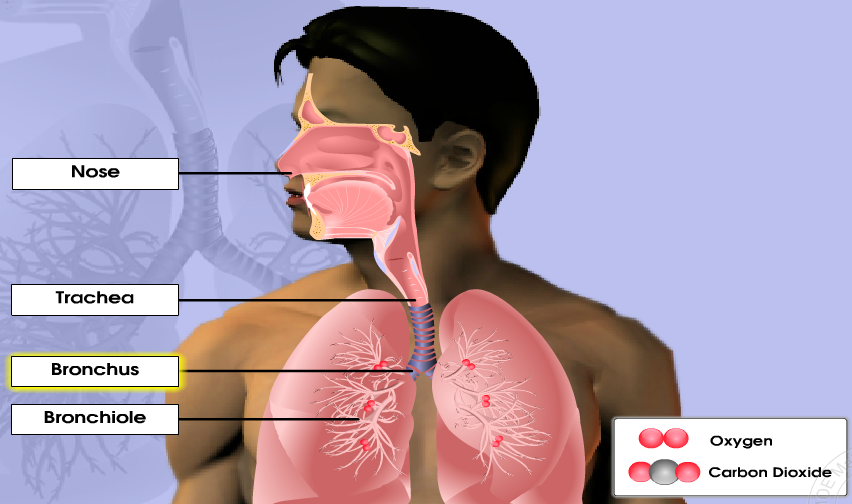 Nose
Trachea
Bronchus
Bronchiole
Oxygen
Carbon Dioxide